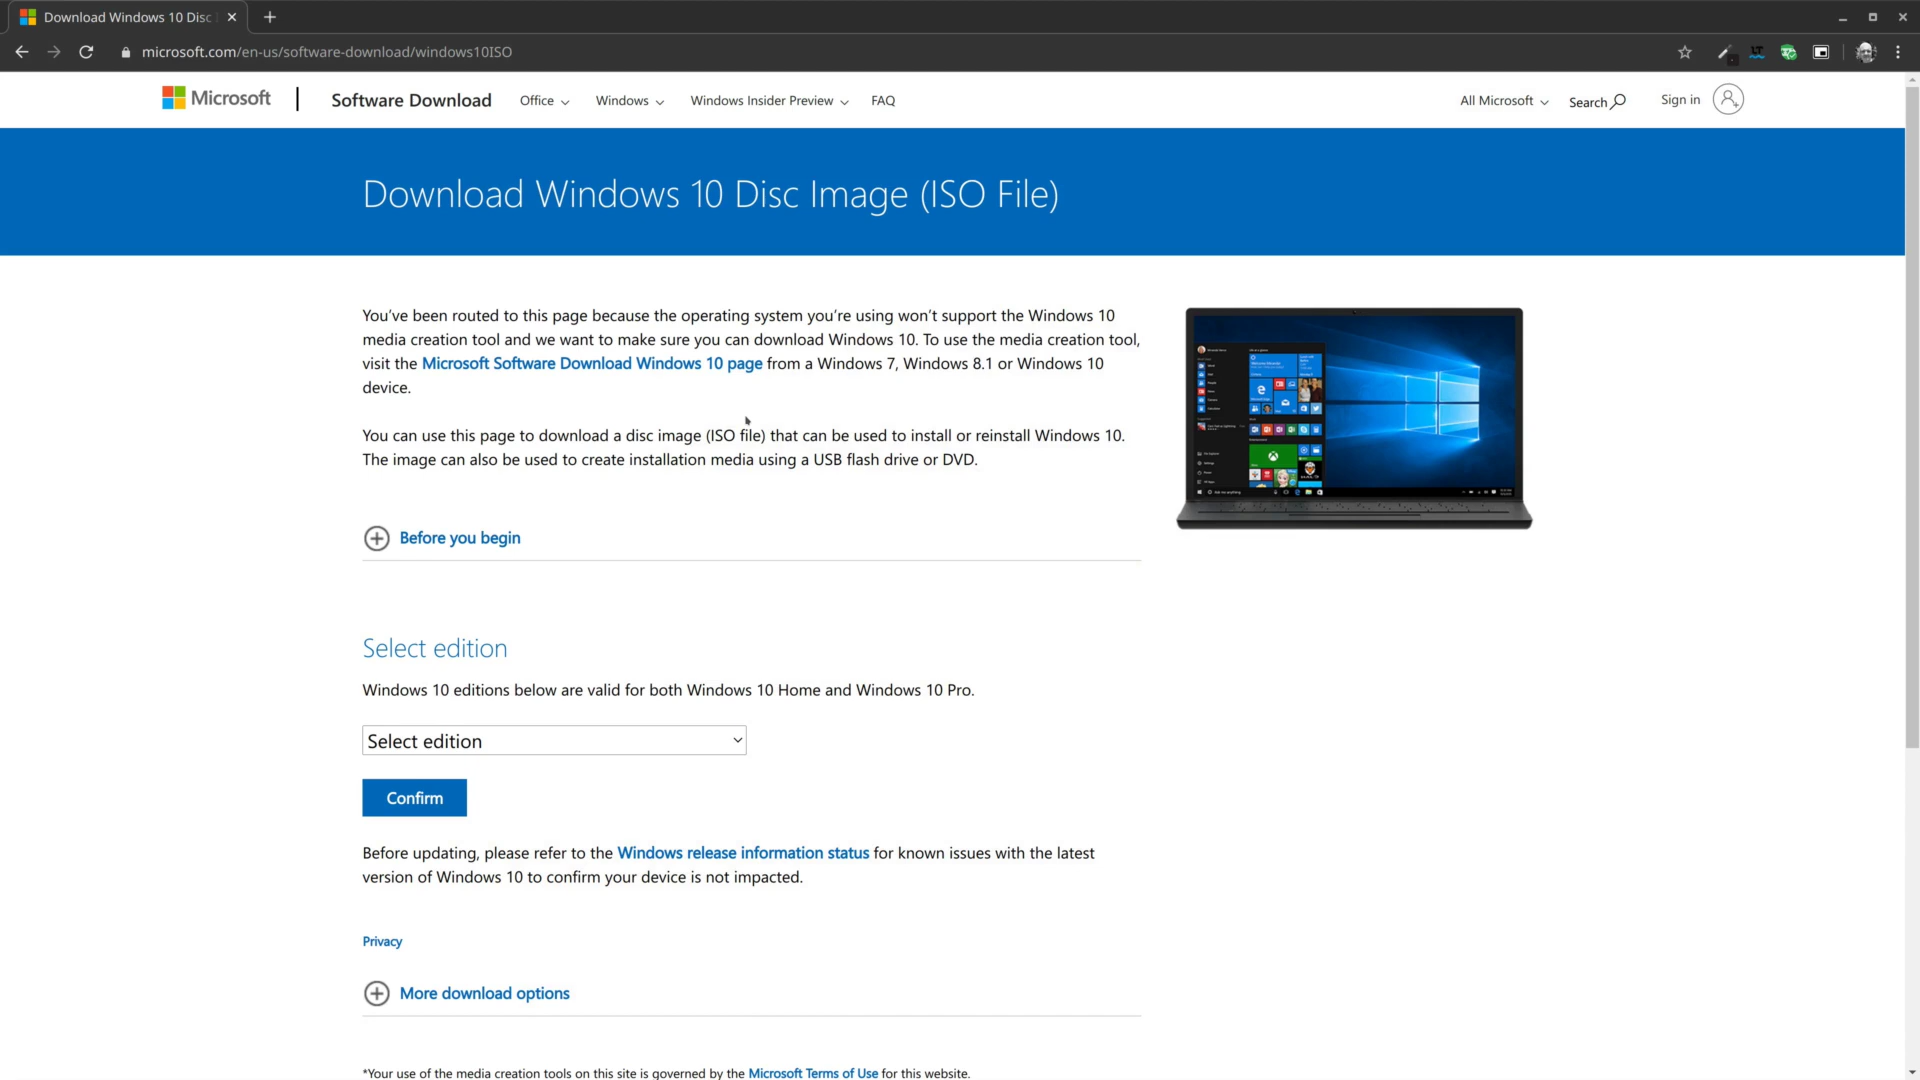 Download Windows 10 Disc
microsoft.com/en-us/software-download/windows10ISO
Microsoft
Software Download
Office
Windows
Windows Insider Preview
FAQ
All Microsoft
Search
Sign in
Download Windows 10 Disc Image (ISO File)
You’ve been routed to this page because the operating system you’re using won’t support the Windows 10
media creation tool and we want to make sure you can download Windows 10. To use the media creation tool,
visit the Microsoft Software Download Windows 10 page from a Windows 7, Windows 8.1 or Windows 10
device.
You can use this page to download a disc image (ISO file) that can be used to install or reinstall Windows 10.
The image can also be used to create installation media using a USB flash drive or DVD.
Before you begin
Select edition
Windows 10 editions below are valid for both Windows 10 Home and Windows 10 Pro.
Select edition
Confirm
Before updating, please refer to the Windows release information status for known issues with the latest
version of Windows 10 to confirm your device is not impacted.
Privacy
More download options
*Your use of the media creation tools on this site is governed by the Microsoft Terms of Use for this website.